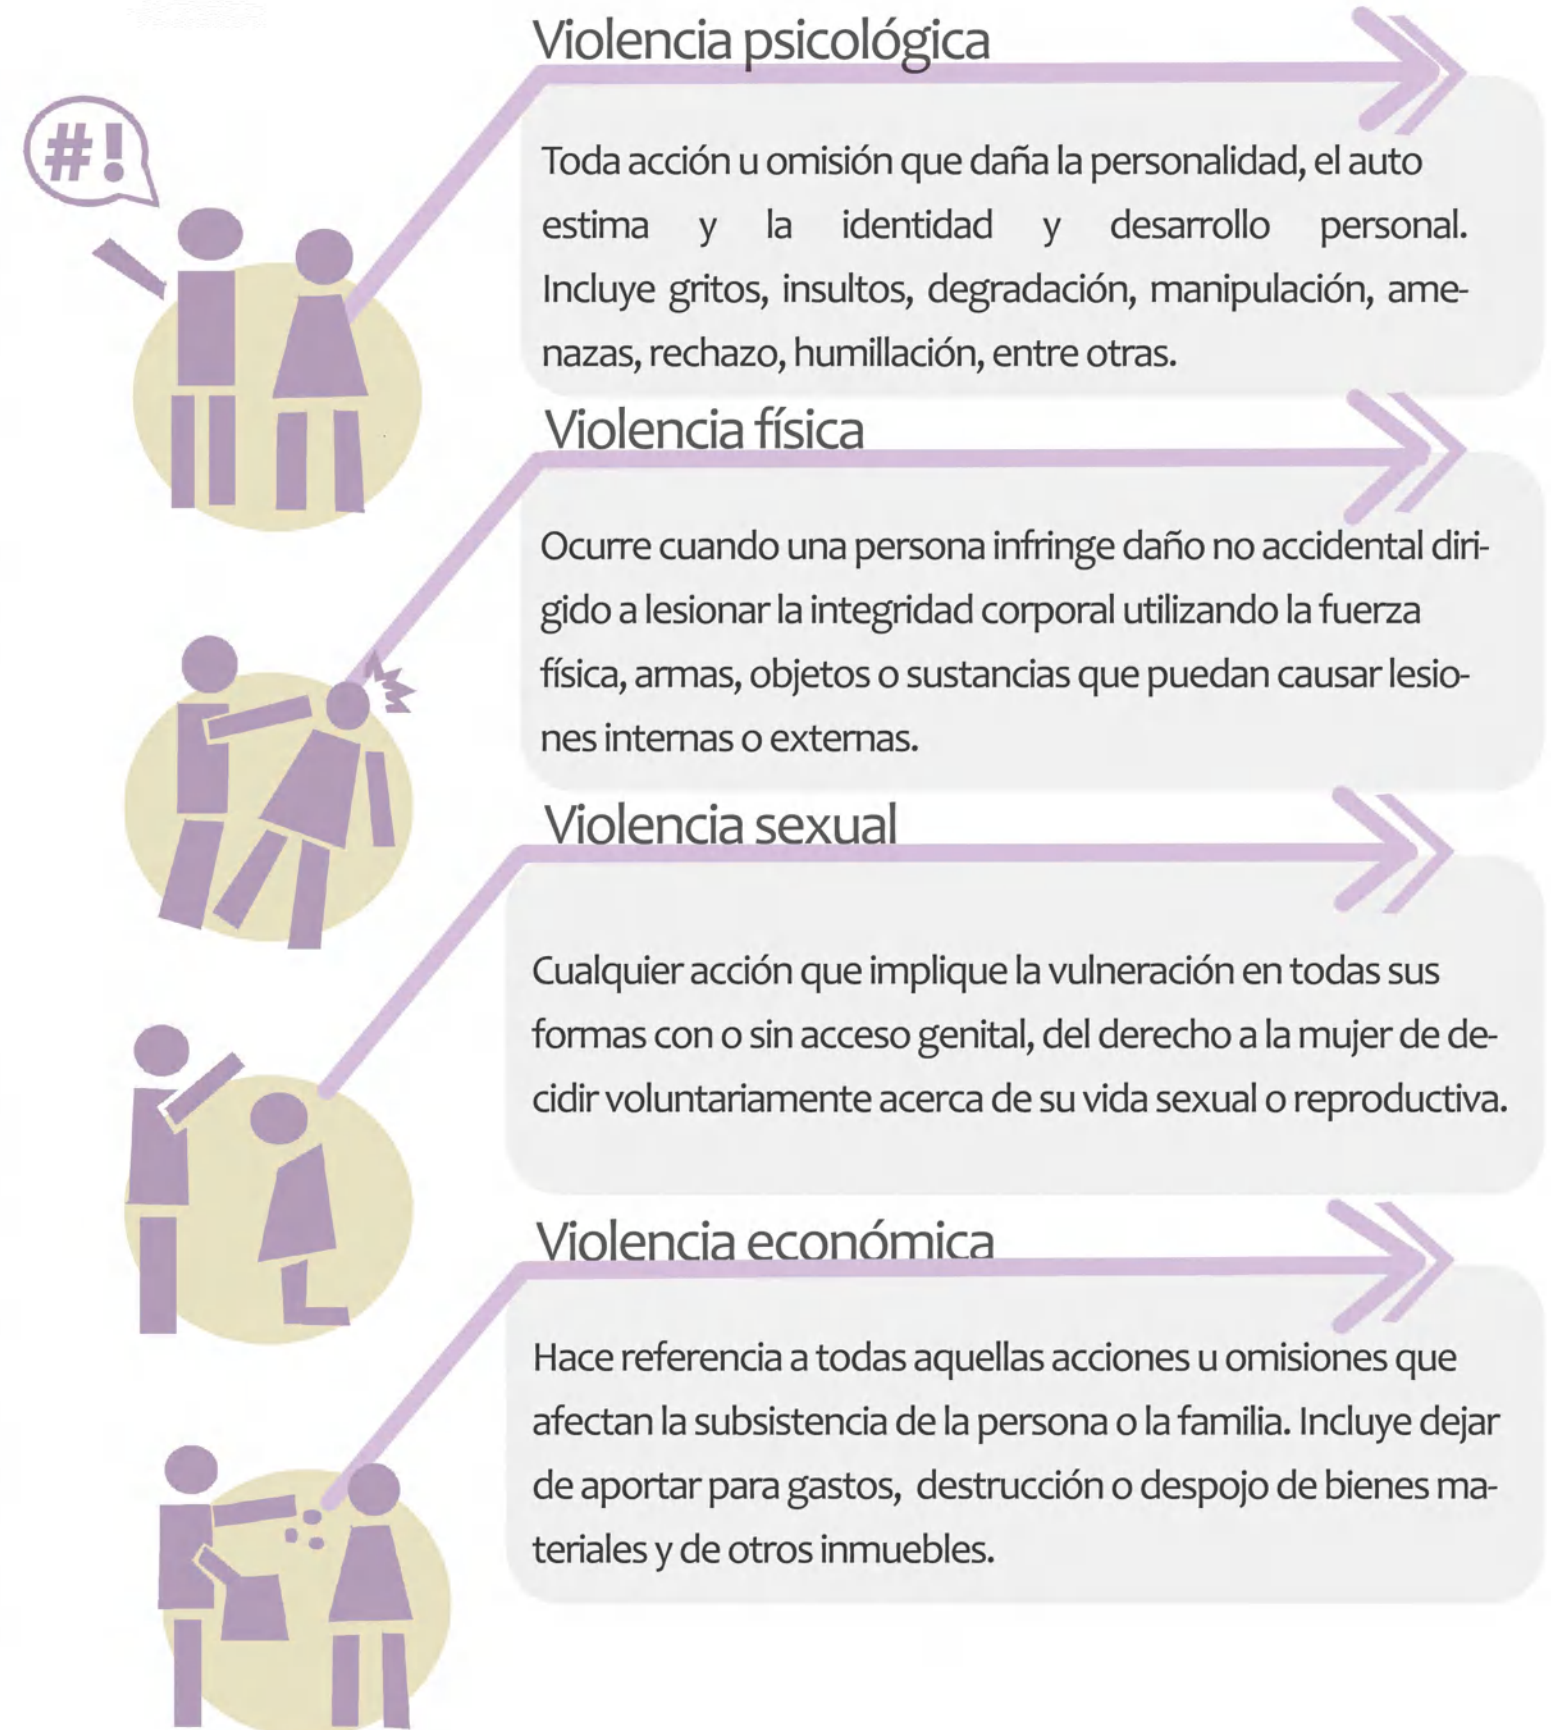 Violencia psicológica
#!
Toda acción u omisión que daña la personalidad, el auto
estima y la identidad y desarrollo personal.
Incluye gritos, insultos, degradación, manipulación, ame-
nazas, rechazo, humillación, entre otras.
Violencia física
Ocurre cuando una persona infringe daño no accidental diri-
gido a lesionar la integridad corporal utilizando la fuerza
física, armas, objetos o sustancias que puedan causar lesio-
nes internas o externas.
Violencia sexual
Cualquier acción que implique la vulneración en todas sus
formas con o sin acceso genital, del derecho a la mujer de de-
cidir voluntariamente acerca de su vida sexual o reproductiva.
Violencia económica
Hace referencia a todas aquellas acciones u omisiones que
afectan la subsistencia de la persona o la familia. Incluye dejar
de aportar para gastos, destrucción o despojo de bienes ma-
teriales y de otros inmuebles.